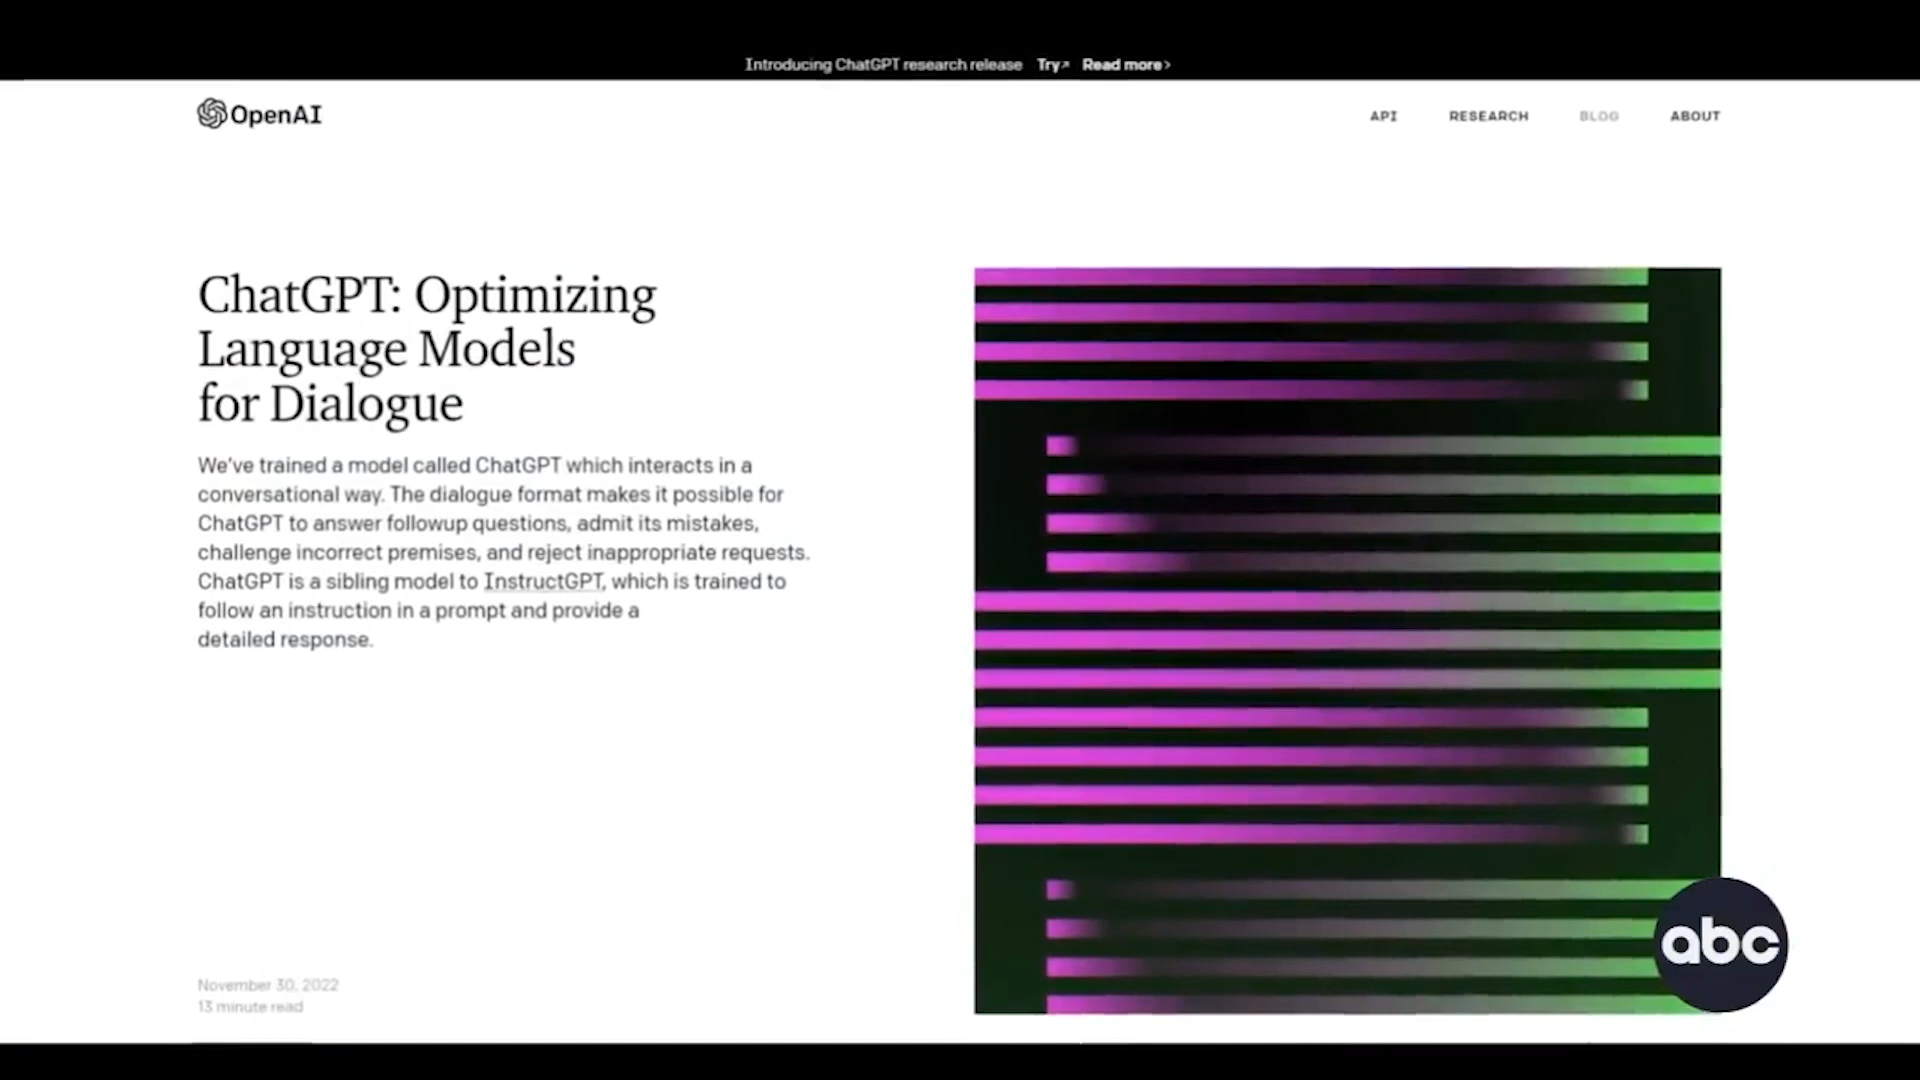 Introducing ChatGPT research release Try↗ Read more›
OpenAI
API RESEARCH BLOG ABOUT
ChatGPT: Optimizing
Language Models
for Dialogue
We've trained a model called ChatGPT which interacts in a
conversational way. The dialogue format makes it possible for
ChatGPT to answer followup questions, admit its mistakes,
challenge incorrect premises, and reject inappropriate requests.
ChatGPT is a sibling model to InstructGPT, which is trained to
follow an instruction in a prompt and provide a
detailed response.
November 30, 2022
13 minute read
abc